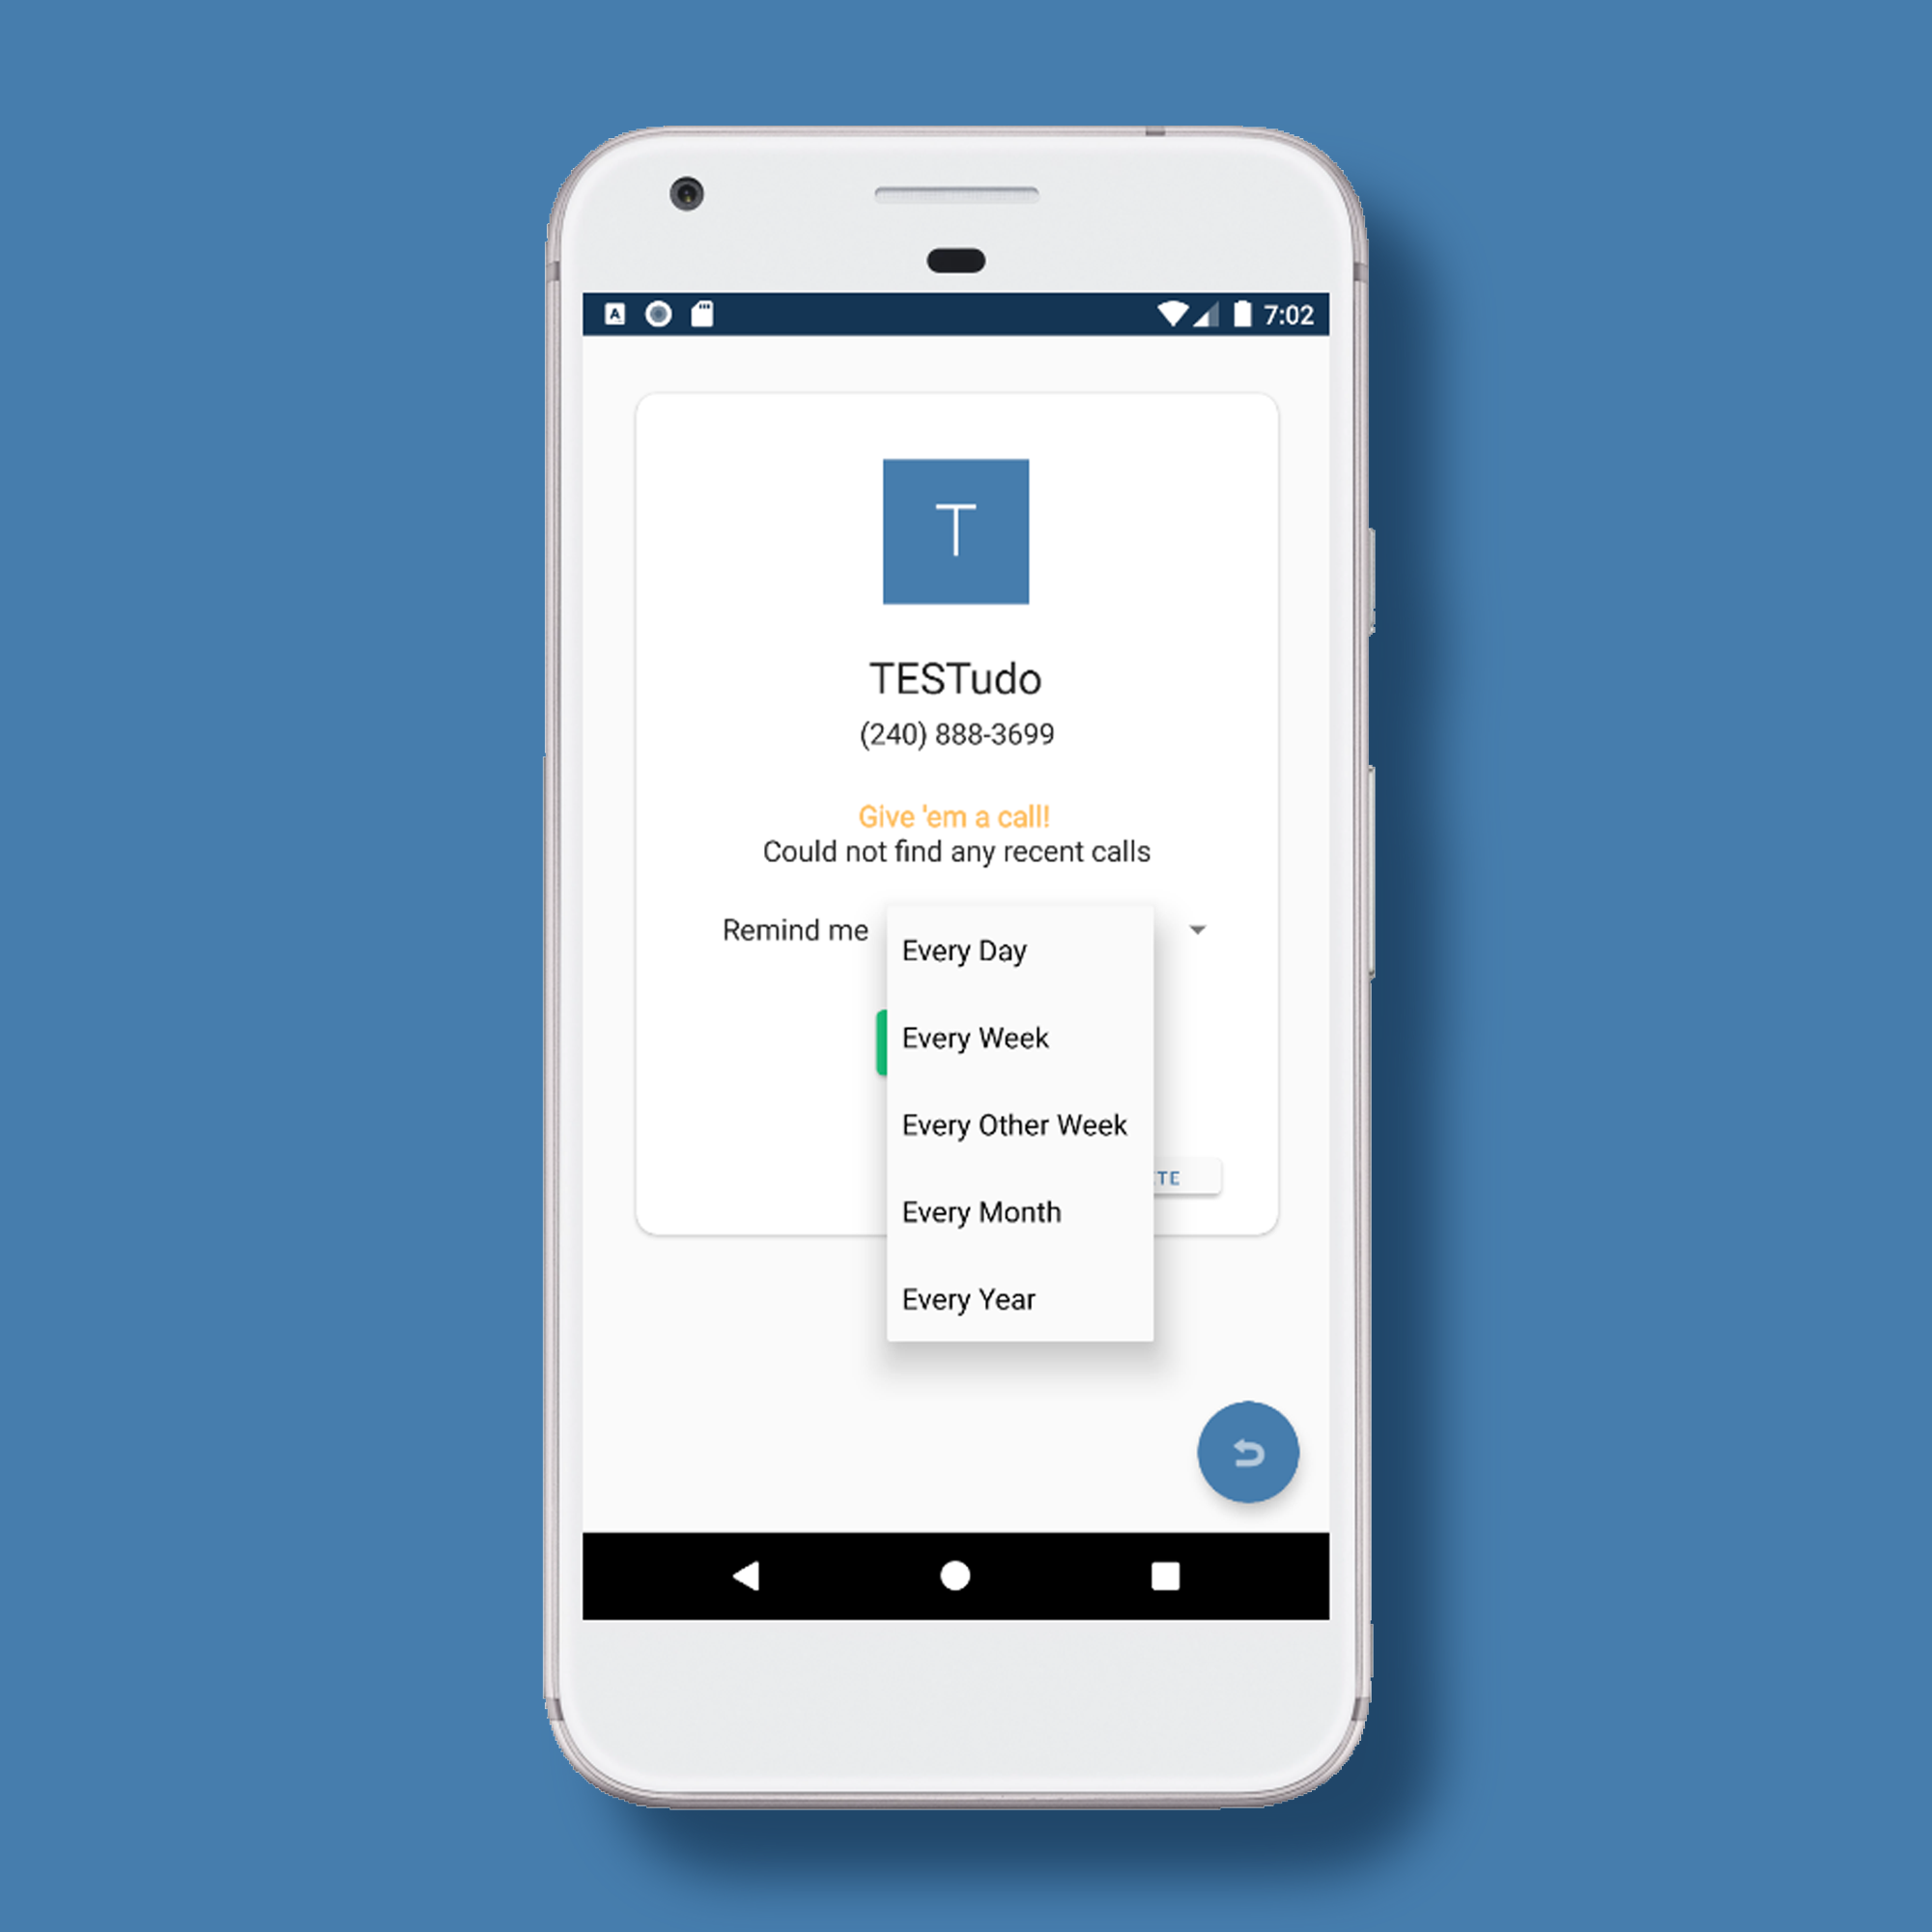 A
7:02
T
TESTudo
(240) 888-3699
Give 'em a call!
Could not find any recent calls
Remind me
Every Day
Every Week
Every Other Week
TE
Every Month
Every Year